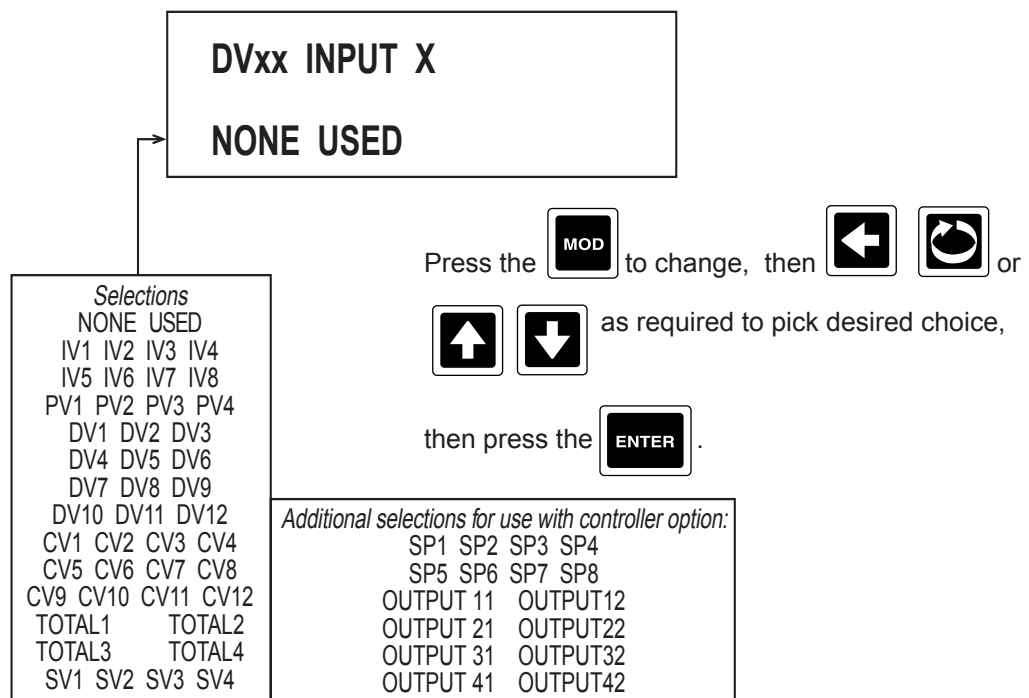 DVxx INPUT X
NONE USED
Press the MOD to change, then or
as required to pick desired choice,
then press the ENTER .
Selections
NONE USED
IV1 IV2 IV3 IV4
IV5 IV6 IV7 IV8
PV1 PV2 PV3 PV4
DV1 DV2 DV3
DV4 DV5 DV6
DV7 DV8 DV9
DV10 DV11 DV12
CV1 CV2 CV3 CV4
CV5 CV6 CV7 CV8
CV9 CV10 CV11 CV12
TOTAL1 TOTAL2
TOTAL3 TOTAL4
SV1 SV2 SV3 SV4
Additional selections for use with controller option:
SP1 SP2 SP3 SP4
SP5 SP6 SP7 SP8
OUTPUT 11 OUTPUT12
OUTPUT 21 OUTPUT22
OUTPUT 31 OUTPUT32
OUTPUT 41 OUTPUT42